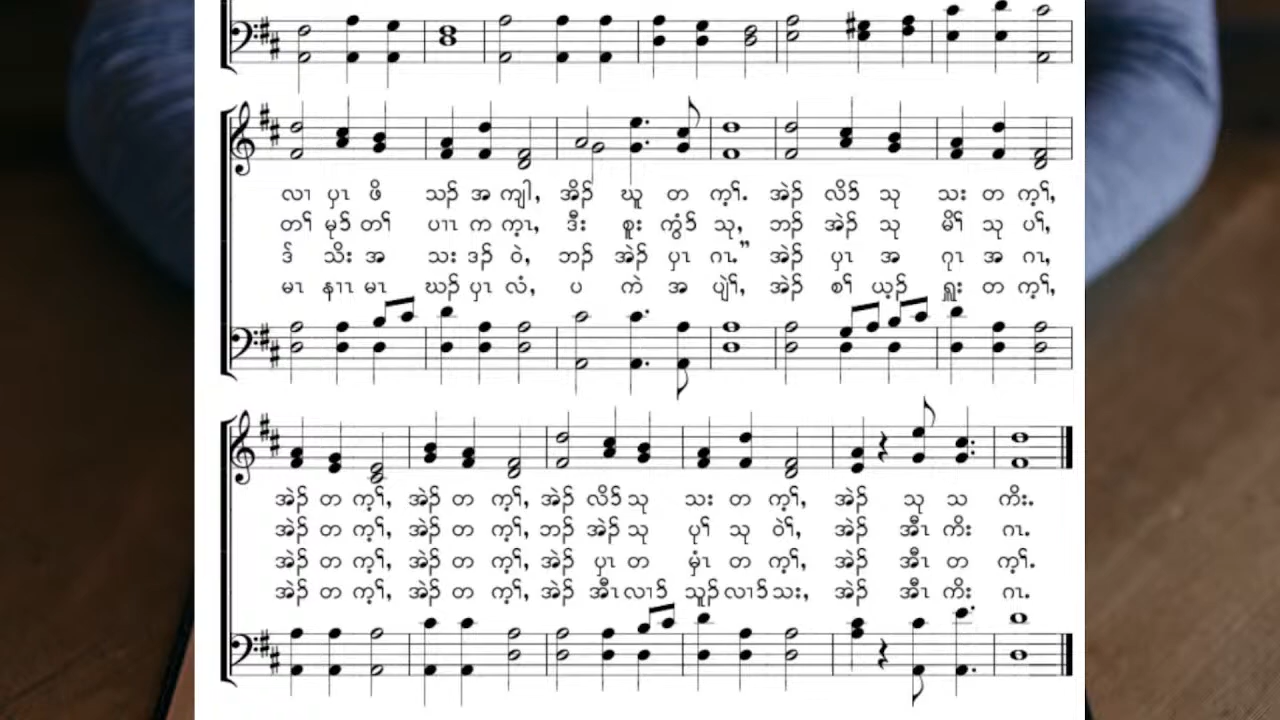 လၢ ပှၤ ဖိ သၣ် အ ကျါ, အိၣ် ဃူ တ က့ၢ်. အဲၣ် လိာ် သု သး တ က့ၢ်,
တၢ် မုာ် တၢ် ပၢၤ က က့ၤ, ဒီး စူး ကွံာ် သု, ဘၣ် အဲၣ် သု မိၢ် သု ပၢ်,
ဒ် သိး အ သး ဒၣ် ဝဲ, ဘၣ် အဲၣ် ပှၤ ဂၤ.” အဲၣ် ပှၤ အ ဂုၤ အ ဂၤ,
မၤ နၢၤ မၤ ဃၣ် ပှၤ လံ, ပ ကဲ အ ပျဲၢ်, အဲၣ် စၢ် ယ့ၣ် ရှူး တ က့ၢ်,
အဲၣ် တ က့ၢ်, အဲၣ် တ က့ၢ်, အဲၣ် လိာ် သု သး တ က့ၢ်, အဲၣ် သု သ ကိး.
အဲၣ် တ က့ၢ်, အဲၣ် တ က့ၢ်, ဘၣ် အဲၣ် သု ပုၢ် သု ဝဲၢ်, အဲၣ် အီၤ ကိး ဂၤ.
အဲၣ် တ က့ၢ်, အဲၣ် တ က့ၢ်, အဲၣ် ပှၤ တ မှံၤ တ က့ၢ်, အဲၣ် အီၤ တ က့ၢ်.
အဲၣ် တ က့ၢ်, အဲၣ် တ က့ၢ်, အဲၣ် အီၤ လၢာ် သူၣ် လၢာ် သး, အဲၣ် အီၤ ကိး ဂၤ.